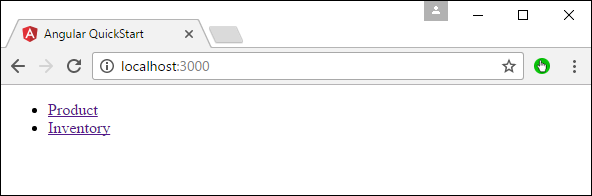 Angular QuickStart
localhost:3000
Product
Inventory